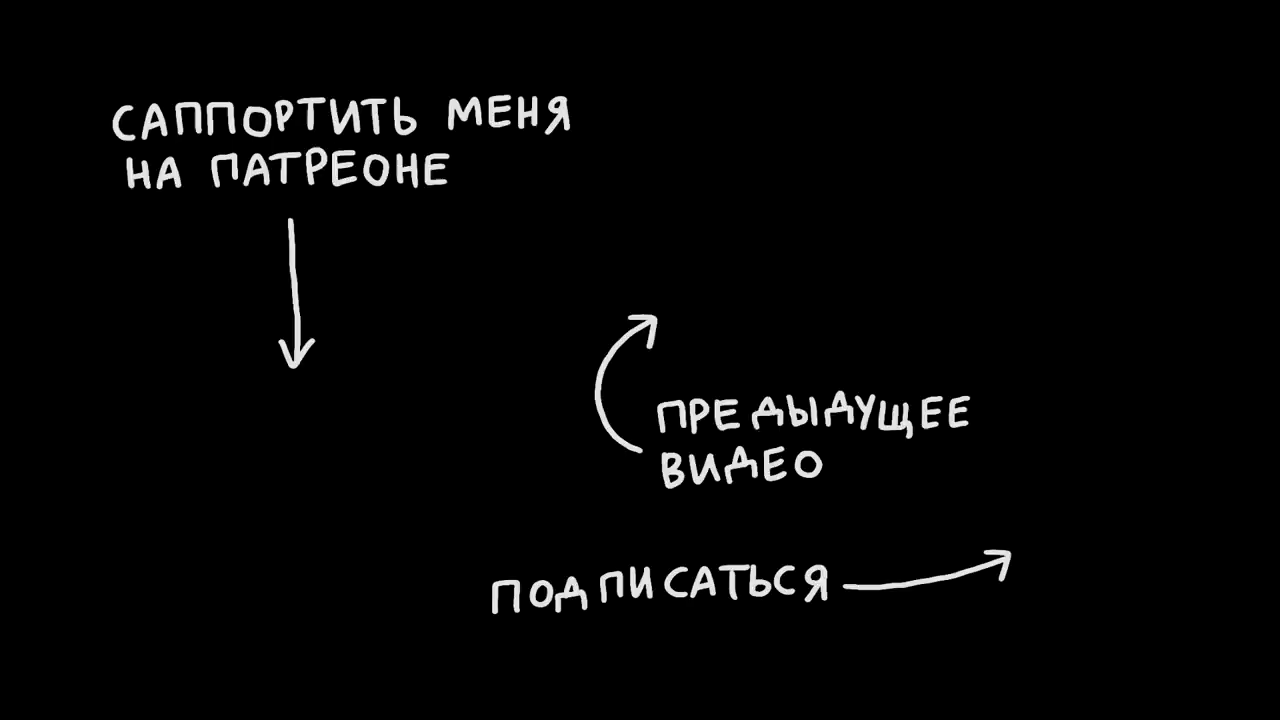 САППОРТИТЬ МЕНЯ
НА ПАТРЕОНЕ
ПРЕДЫДУЩЕЕ
ВИДЕО
ПОДПИСАТЬСЯ